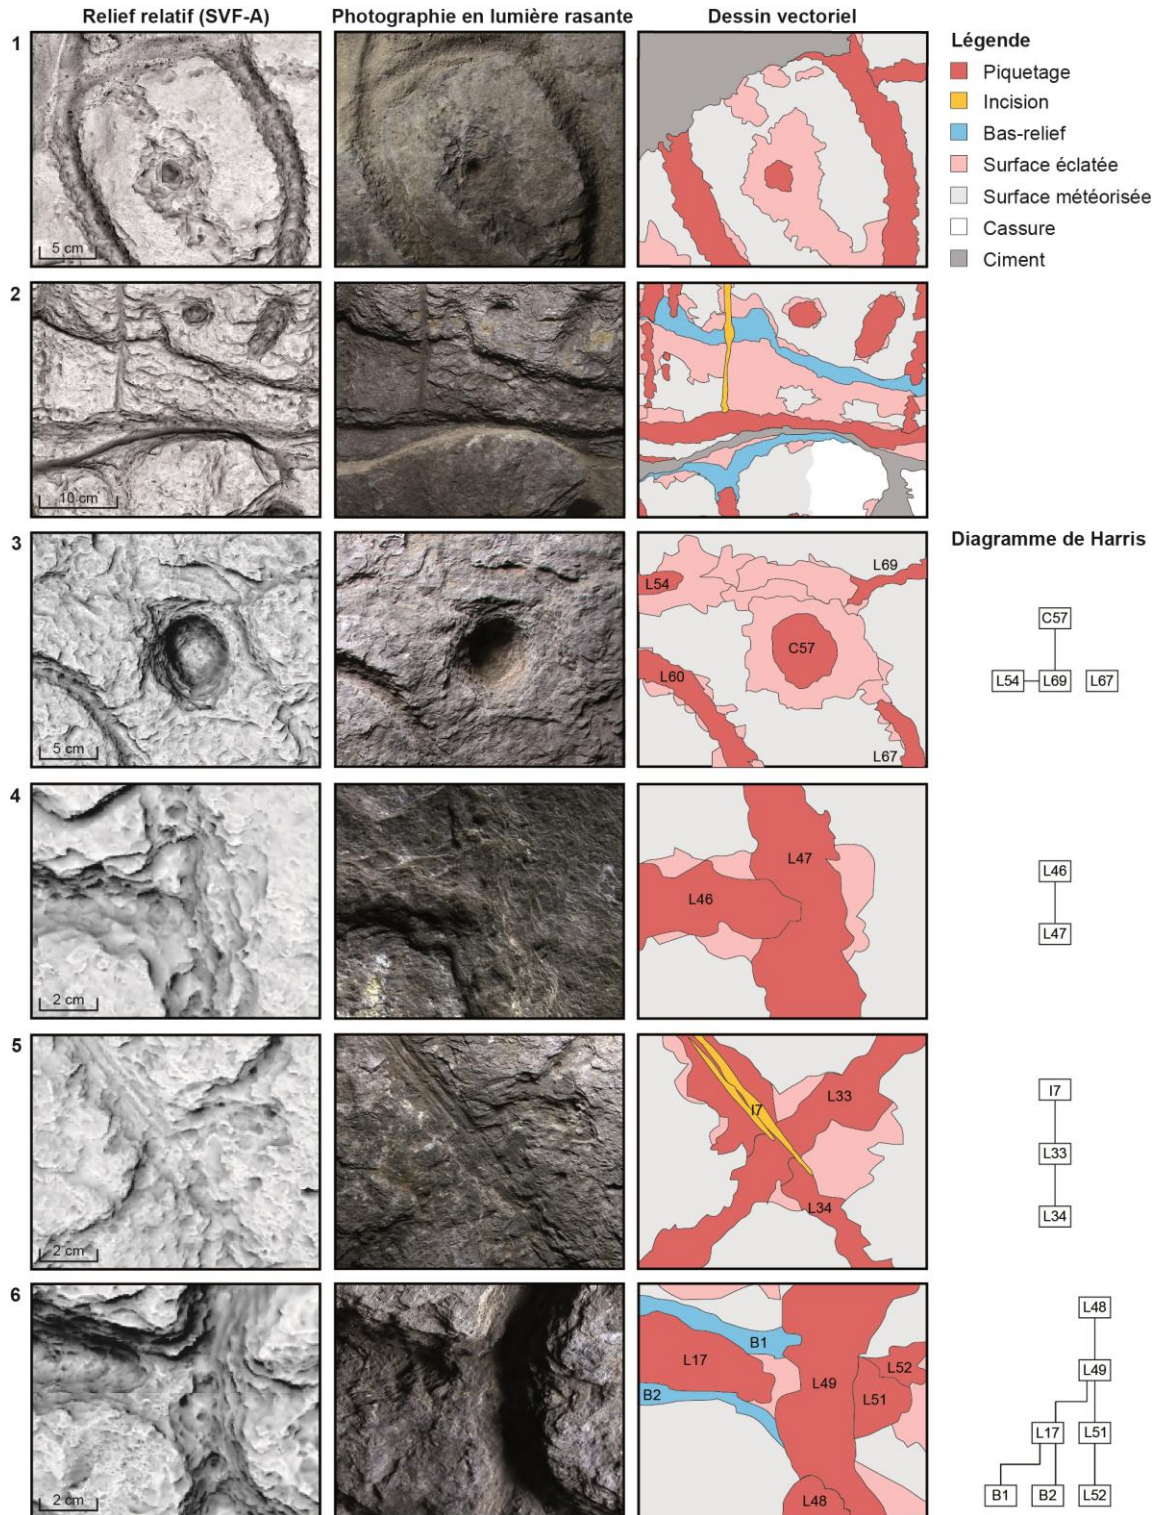 Relief relatif (SVF-A)
Photographie en lumière rasante
Dessin vectoriel
1
5 cm
Légende
Piquetage
Incision
Bas-relief
Surface éclatée
Surface météorisée
Cassure
Ciment
2
10 cm
3
5 cm
L54
L69
C57
L60
L67
Diagramme de Harris
C57
L54
L69
L67
4
2 cm
L47
L46
L46
L47
5
2 cm
I7
L33
L34
I7
L33
L34
6
2 cm
B1
L17
B2
L49
L52
L51
L48
L48
L49
L17
L51
B1
B2
L52